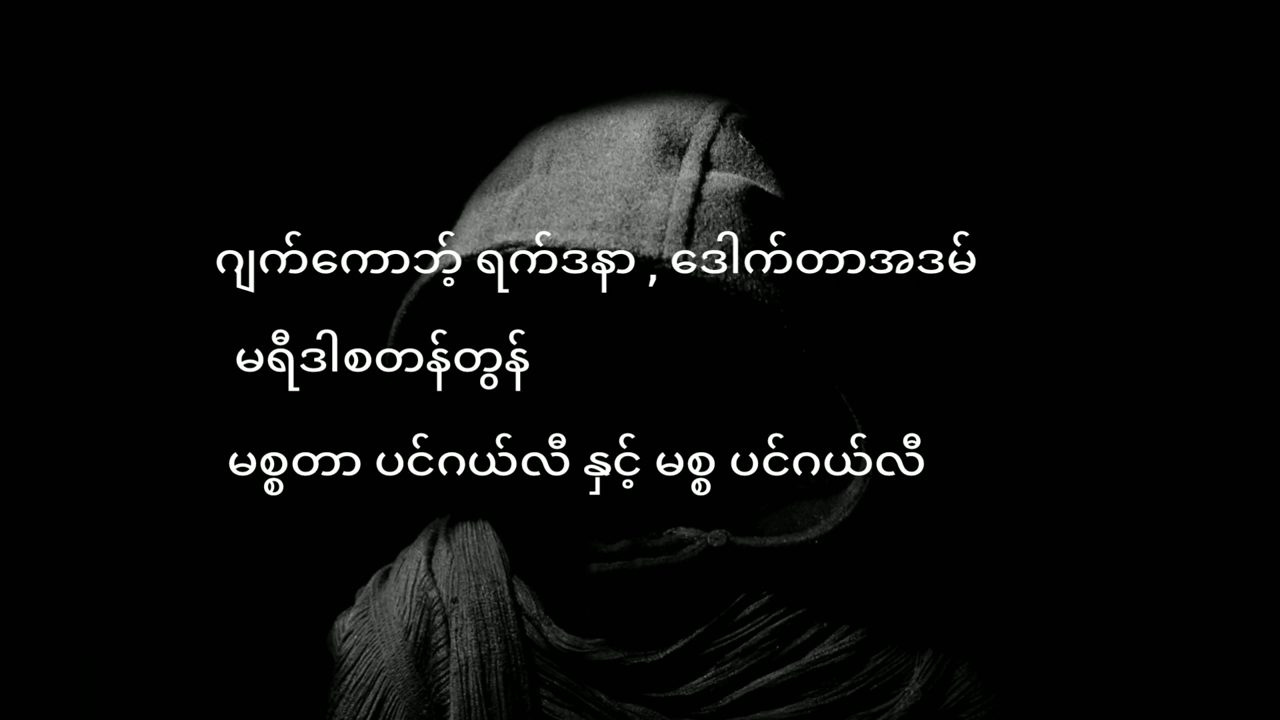 ဂျက်ကောဘ့် ရက်ဒနာ , ဒေါက်တာအဒမ်
မရီဒါစတန်တွန်
မစ္စတာ ပင်ဂယ်လီ နှင့် မစ္စ ပင်ဂယ်လီ